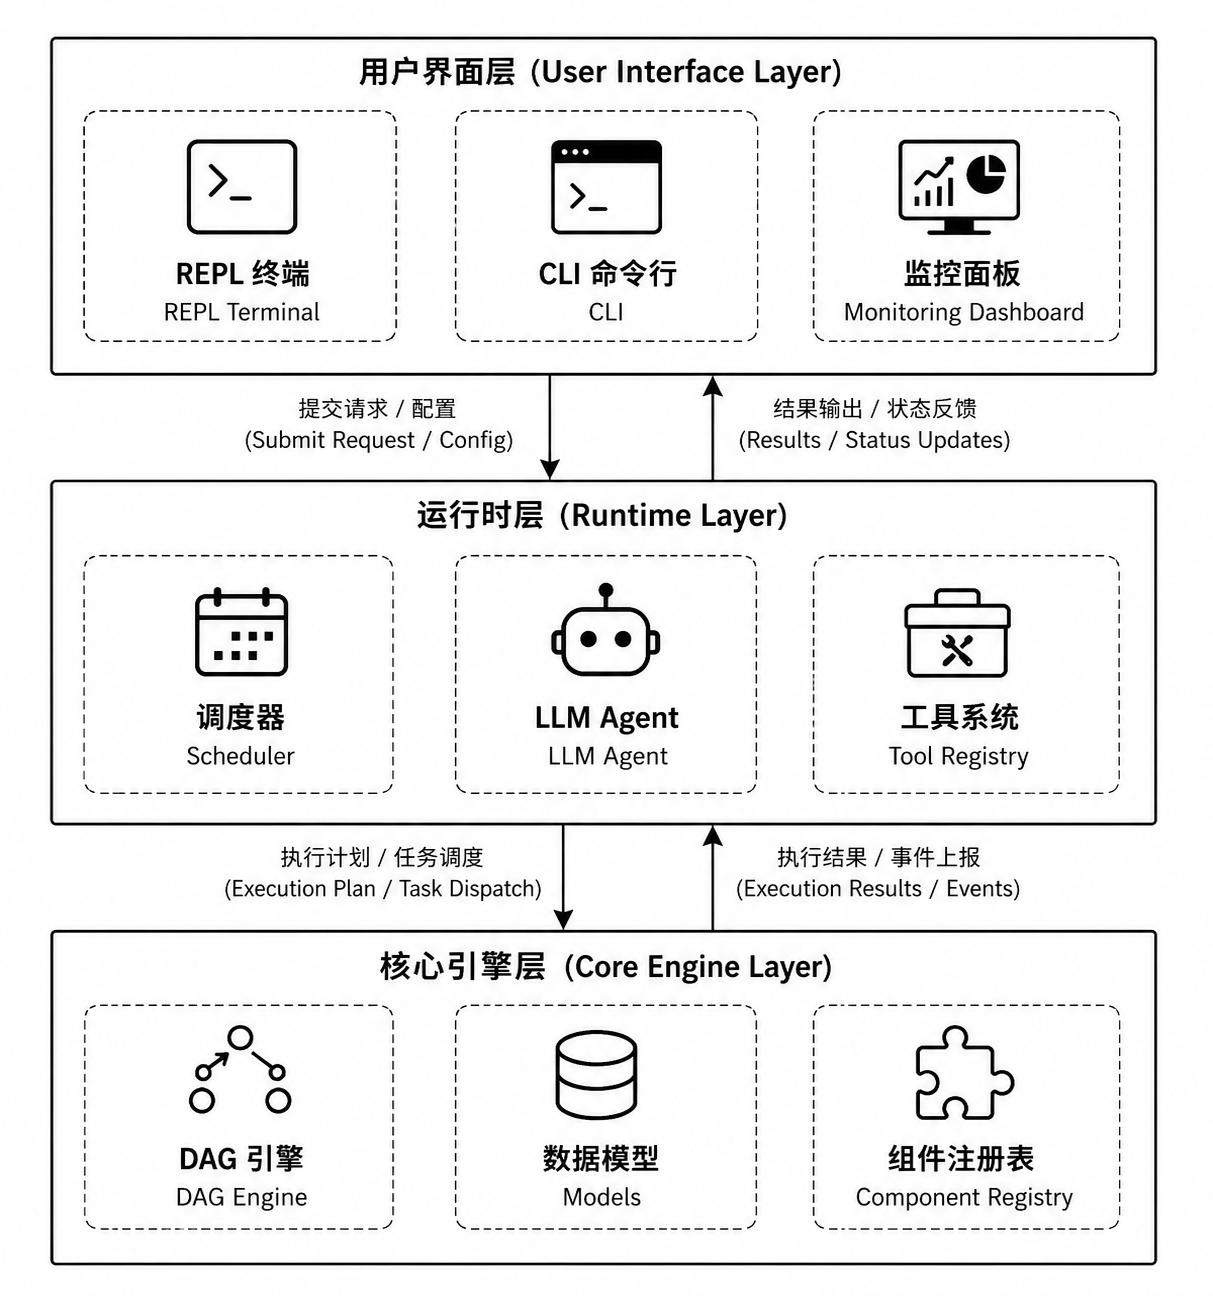 用户界面层 (User Interface Layer)
>_
>_
REPL 终端
REPL Terminal
CLI 命令行
CLI
监控面板
Monitoring Dashboard
提交请求 / 配置
(Submit Request / Config)
结果输出 / 状态反馈
(Results / Status Updates)
运行时层 (Runtime Layer)
调度器
Scheduler
LLM Agent
LLM Agent
工具系统
Tool Registry
执行计划 / 任务调度
(Execution Plan / Task Dispatch)
执行结果 / 事件上报
(Execution Results / Events)
核心引擎层 (Core Engine Layer)
DAG 引擎
DAG Engine
数据模型
Models
组件注册表
Component Registry